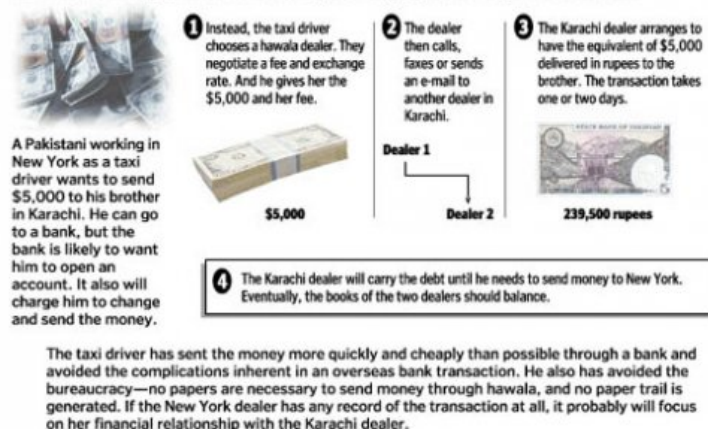 A Pakistani working in
New York as a taxi
driver wants to send
$5,000 to his brother
in Karachi. He can go
to a bank, but the
bank is likely to want
him to open an
account. It also will
charge him to change
and send the money.
1 Instead, the taxi driver
chooses a hawala dealer. They
negotiate a fee and exchange
rate. And he gives her the
$5,000 and her fee.
$5,000
2 The dealer
then calls,
faxes or sends
an e-mail to
another dealer in
Karachi.
Dealer 1
Dealer 2
3 The Karachi dealer arranges to
have the equivalent of $5,000
delivered in rupees to the
brother. The transaction takes
one or two days.
STATE BANK OF PAKISTAN
239,500 rupees
4 The Karachi dealer will carry the debt until he needs to send money to New York.
Eventually, the books of the two dealers should balance.
The taxi driver has sent the money more quickly and cheaply than possible through a bank and
avoided the complications inherent in an overseas bank transaction. He also has avoided the
bureaucracy—no papers are necessary to send money through hawala, and no paper trail is
generated. If the New York dealer has any record of the transaction at all, it probably will focus
on her financial relationship with the Karachi dealer.